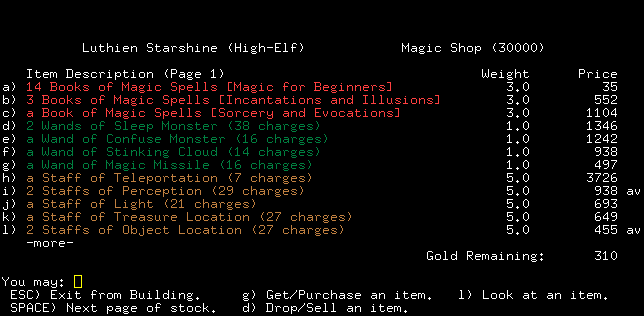 Luthien Starshine (High-Elf) Magic Shop (30000)
Item Description (Page 1) Weight Price
a) 14 Books of Magic Spells [Magic for Beginners] 3.0 35
b) 3 Books of Magic Spells [Incantations and Illusions] 3.0 552
c) a Book of Magic Spells [Sorcery and Evocations] 3.0 1104
d) 2 Wands of Sleep Monster (38 charges) 1.0 1346
e) a Wand of Confuse Monster (16 charges) 1.0 1242
f) a Wand of Stinking Cloud (14 charges) 1.0 938
g) a Wand of Magic Missile (16 charges) 1.0 497
h) a Staff of Teleportation (7 charges) 5.0 3726
i) 2 Staffs of Perception (29 charges) 5.0 938 av
j) a Staff of Light (21 charges) 5.0 693
k) a Staff of Treasure Location (27 charges) 5.0 649
l) 2 Staffs of Object Location (27 charges) 5.0 455 av
-more-
Gold Remaining: 310
You may:
ESC) Exit from Building. g) Get/Purchase an item. l) Look at an item.
SPACE) Next page of stock. d) Drop/Sell an item.